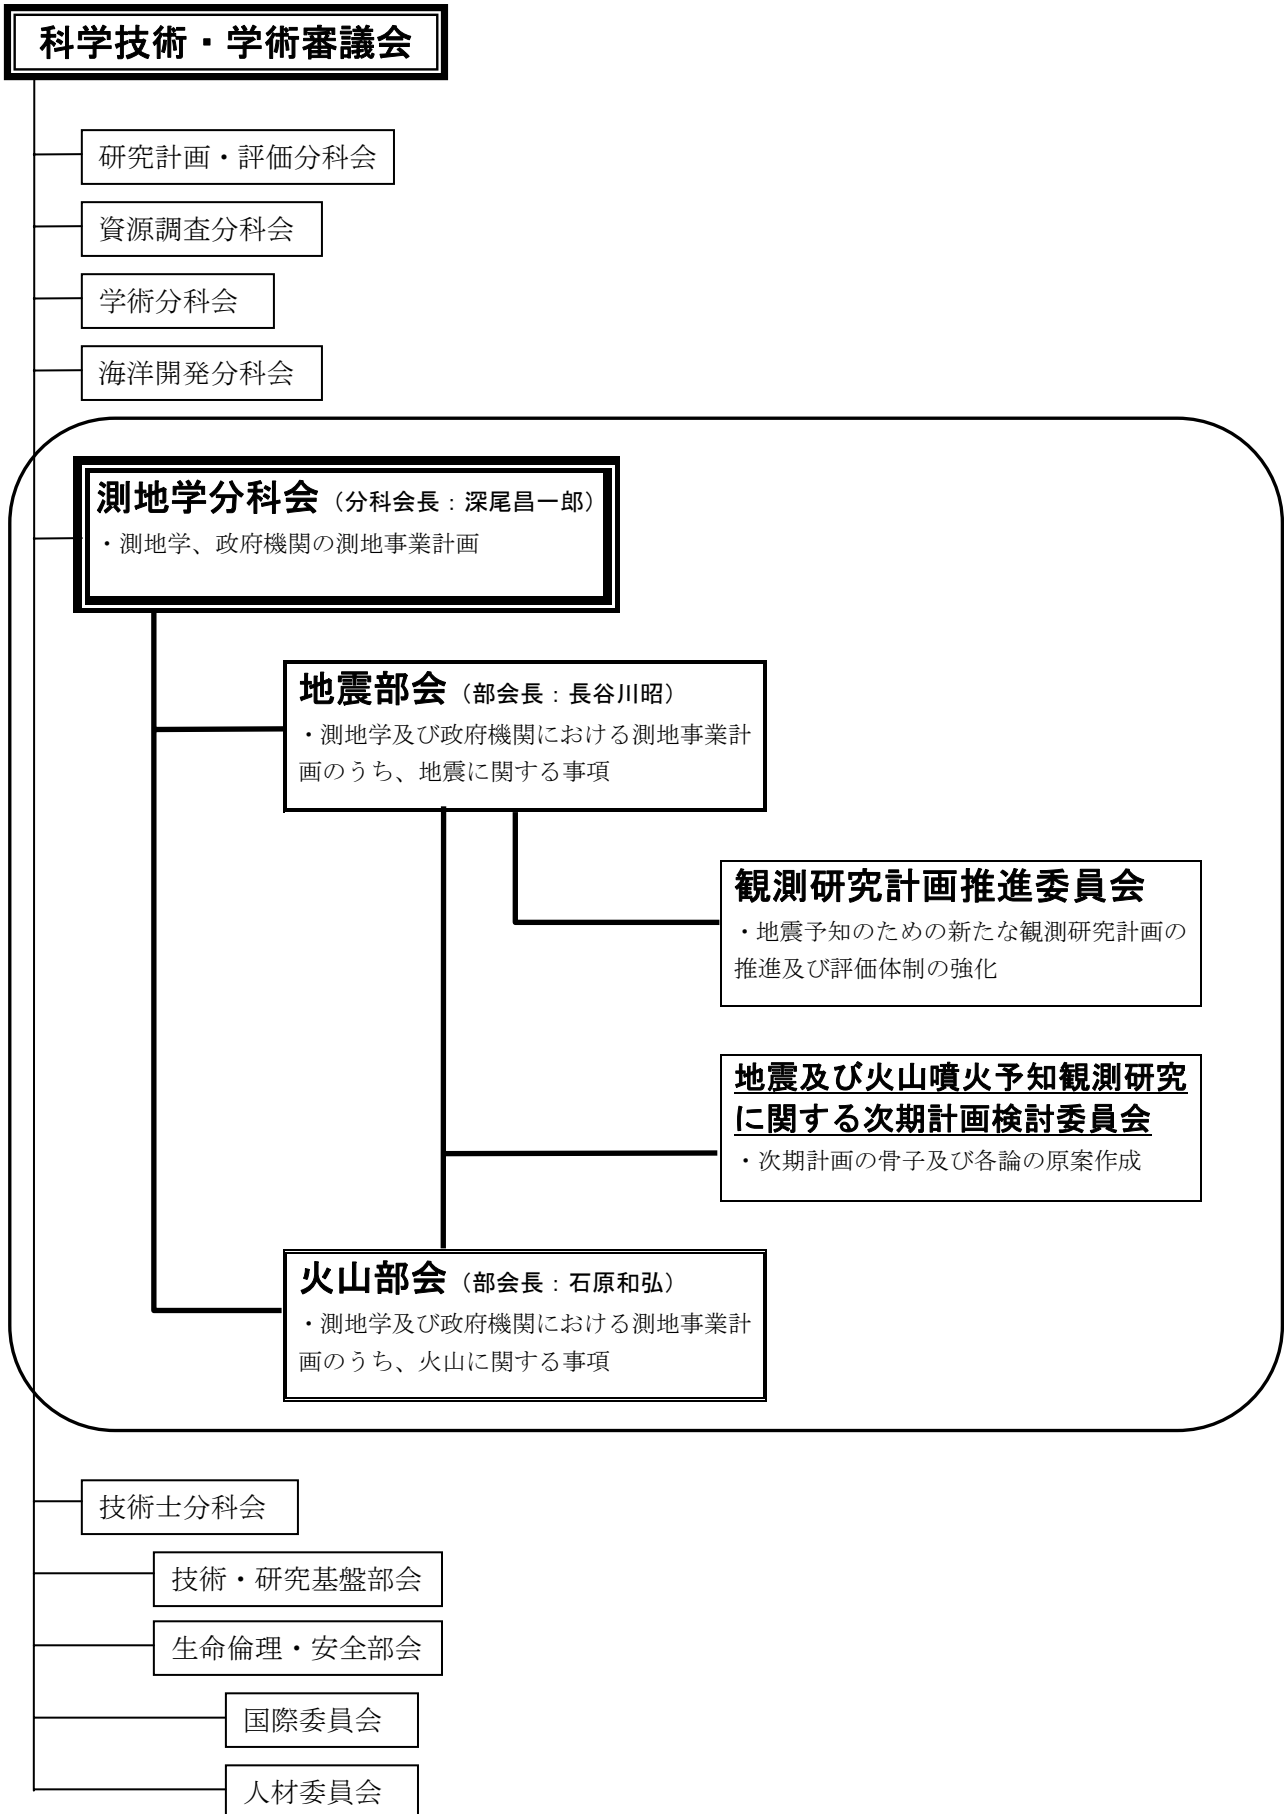 科学技術・学術審議会
研究計画・評価分科会
資源調査分科会
学術分科会
海洋開発分科会
測地学分科会（分科会長：深尾昌一郎）
・測地学、政府機関の測地事業計画
地震部会（部会長：長谷川昭）
・測地学及び政府機関における測地事業計
画のうち、地震に関する事項
観測研究計画推進委員会
・地震予知のための新たな観測研究計画の
推進及び評価体制の強化
地震及び火山噴火予知観測研究
に関する次期計画検討委員会
・次期計画の骨子及び各論の原案作成
火山部会（部会長：石原和弘）
・測地学及び政府機関における測地事業計
画のうち、火山に関する事項
技術士分科会
技術・研究基盤部会
生命倫理・安全部会
国際委員会
人材委員会